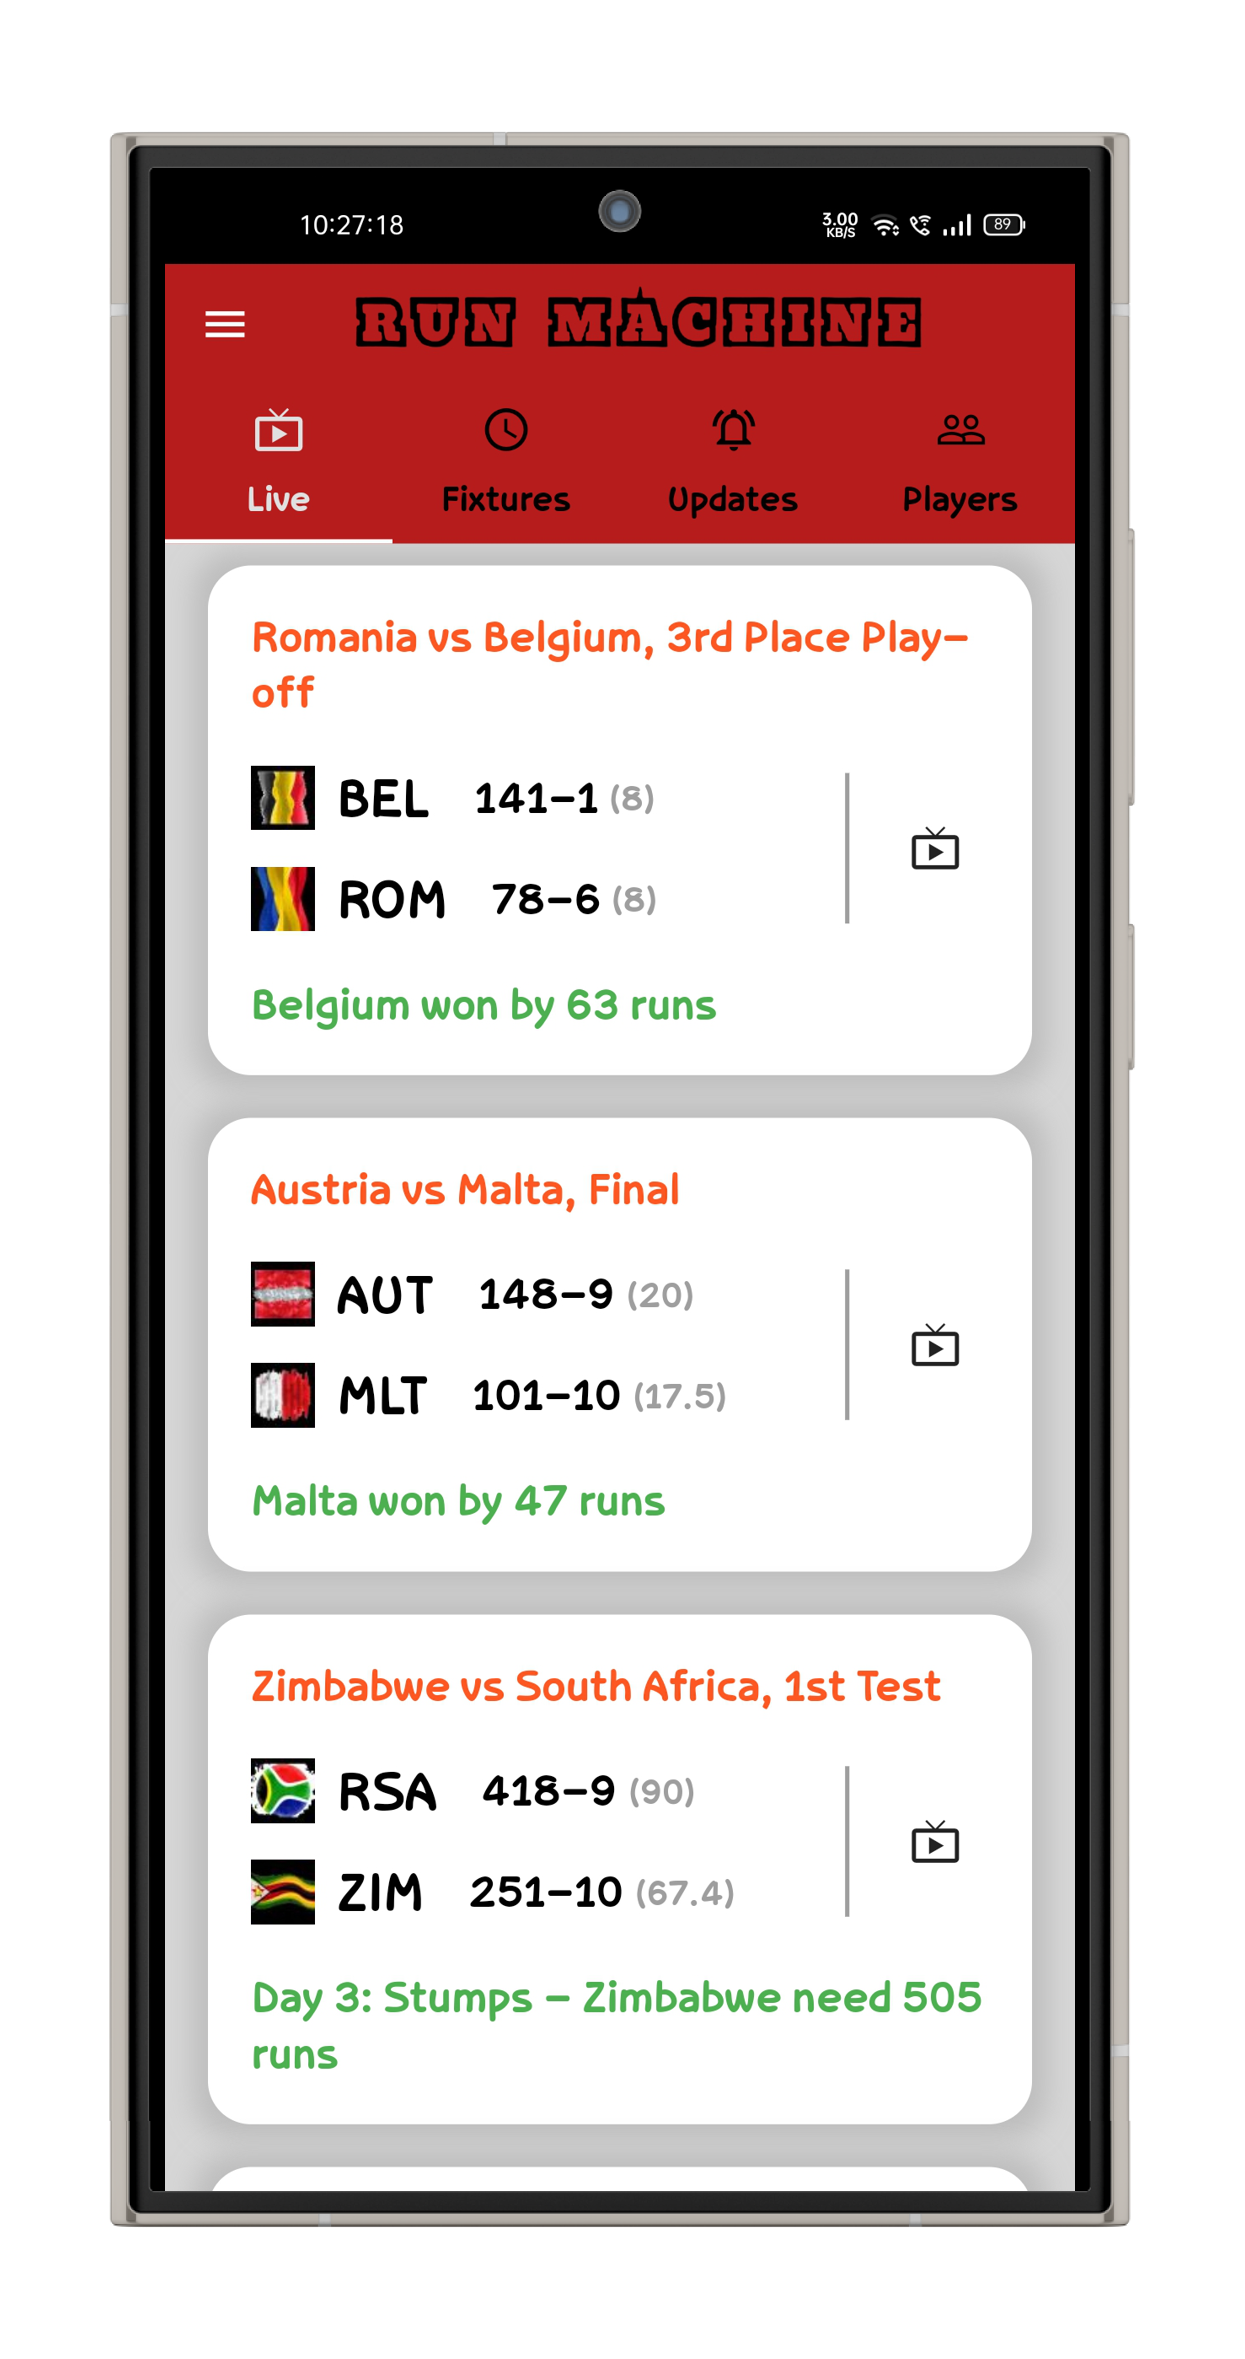 10:27:18
3.00
KB/S
89
RUN MACHINE
Live Fixtures Updates Players
Romania vs Belgium, 3rd Place Play-
off
BEL 141-1 (8)
ROM 78-6 (8)
Belgium won by 63 runs
Austria vs Malta, Final
AUT 148-9 (20)
MLT 101-10 (17.5)
Malta won by 47 runs
Zimbabwe vs South Africa, 1st Test
RSA 418-9 (90)
ZIM 251-10 (67.4)
Day 3: Stumps - Zimbabwe need 505
runs